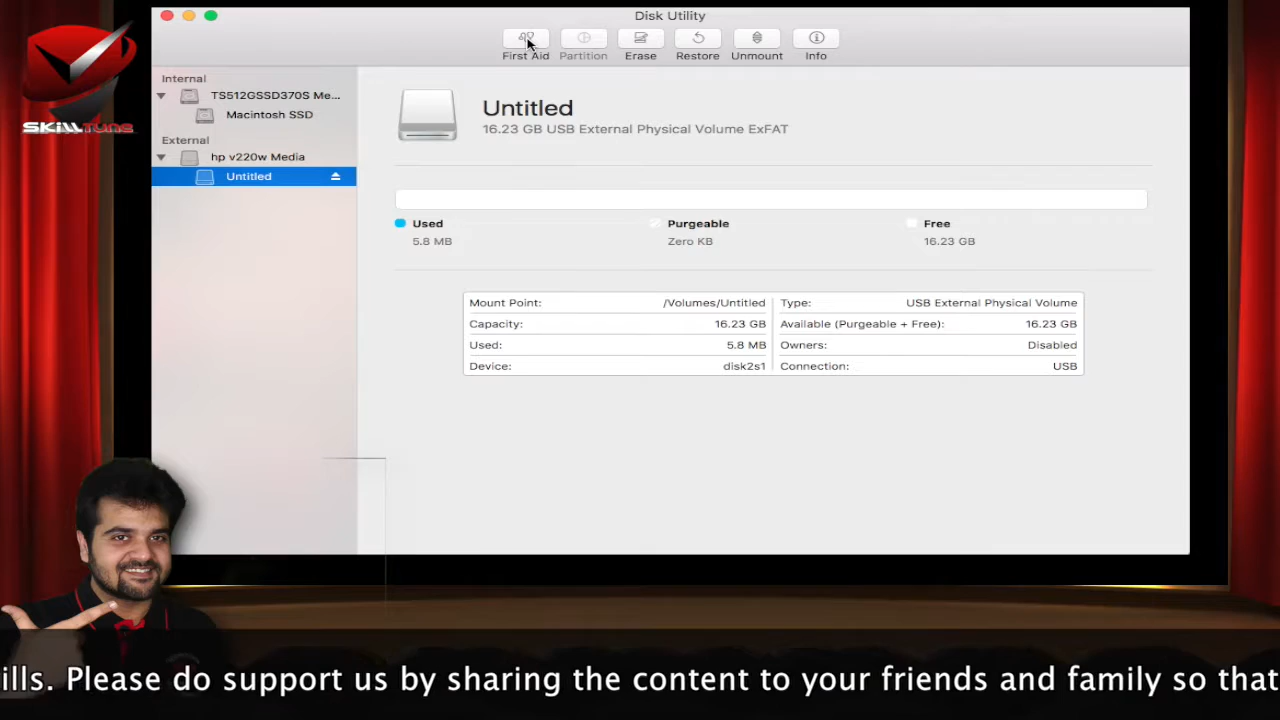 Disk Utility
First Aid
Partition
Erase
Restore
Unmount
Info
SKILLTUNE
Internal
TS512GSSD370S Me...
Macintosh SSD
External
hp v220w Media
Untitled
Untitled
16.23 GB USB External Physical Volume ExFAT
Used
5.8 MB
Purgeable
Zero KB
Free
16.23 GB
Mount Point: /Volumes/Untitled
Capacity: 16.23 GB
Used: 5.8 MB
Device: disk2s1
Type: USB External Physical Volume
Available (Purgeable + Free): 16.23 GB
Owners: Disabled
Connection: USB
ills. Please do support us by sharing the content to your friends and family so that